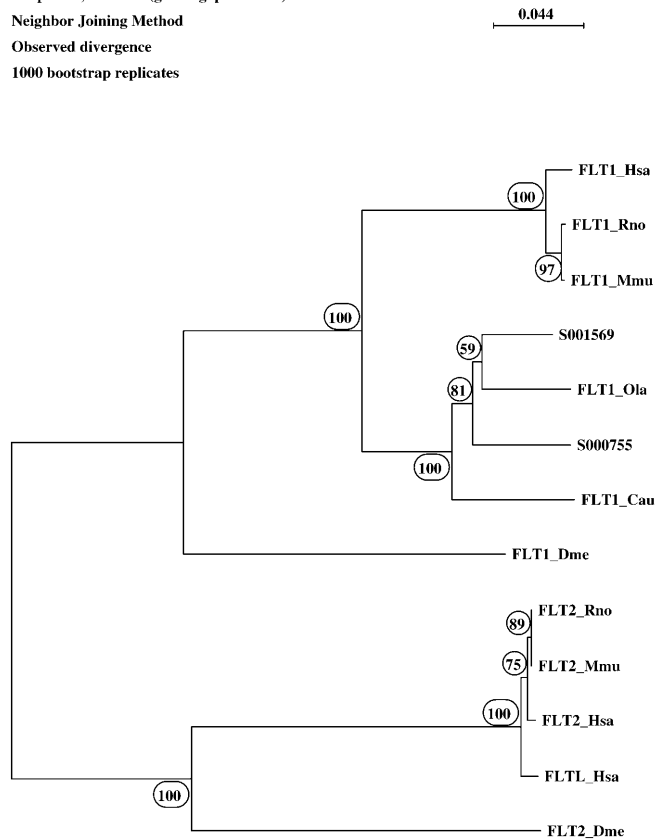 Neighbor Joining Method
0.044
Observed divergence
1000 bootstrap replicates
FLT1_Hsa
100
FLT1_Rno
97
FLT1_Mmu
100
S001569
59
81
FLT1_Ola
S000755
100
FLT1_Cau
FLT1_Dme
FLT2_Rno
89
75
FLT2_Mmu
100
FLT2_Hsa
FLTL_Hsa
100
FLT2_Dme